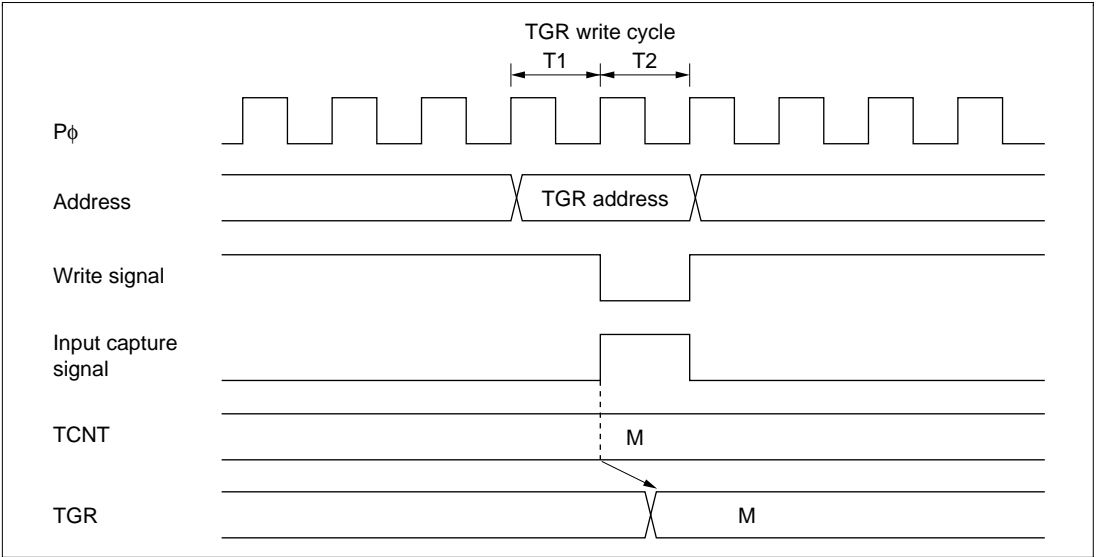 TGR write cycle
T1 T2
Pϕ
Address
TGR address
Write signal
Input capture
signal
TCNT
M
TGR
M